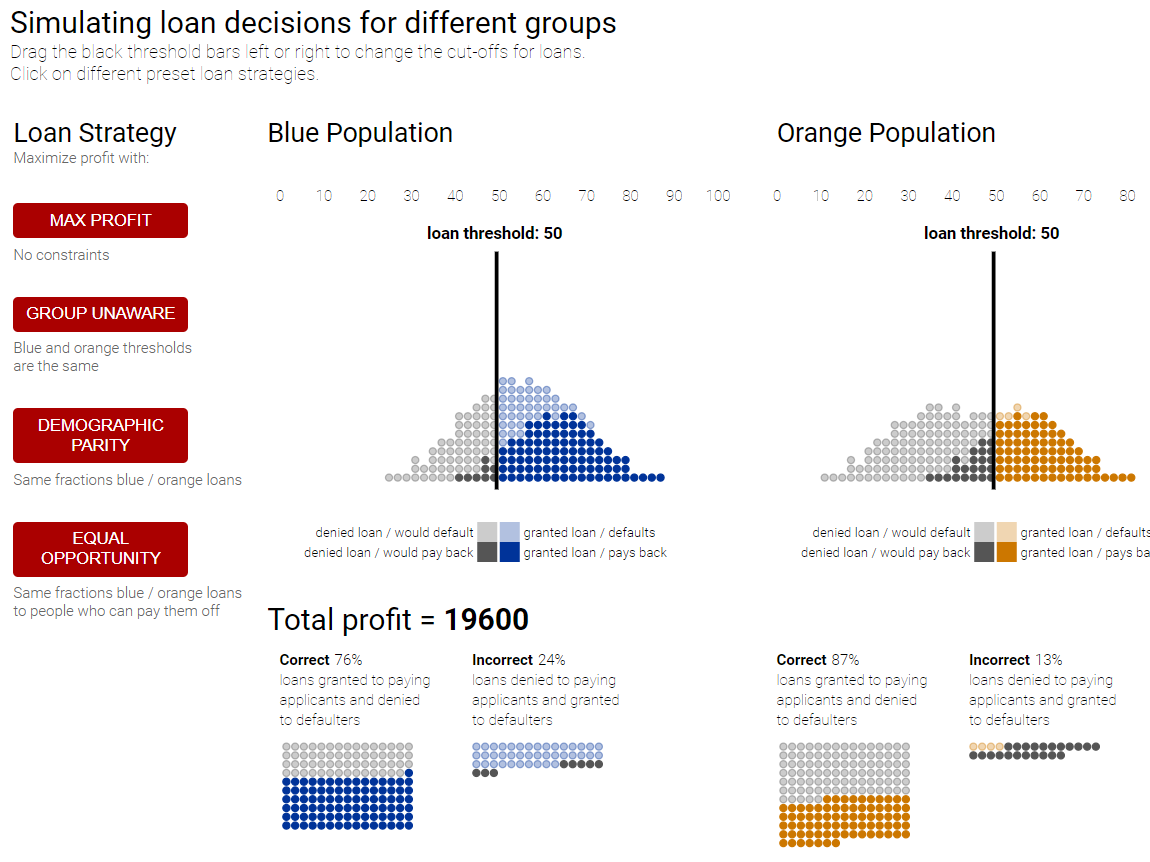 Simulating loan decisions for different groups
Drag the black threshold bars left or right to change the cut-offs for loans.
Click on different preset loan strategies.
Loan Strategy
Maximize profit with:
MAX PROFIT
No constraints
GROUP UNAWARE
Blue and orange thresholds
are the same
DEMOGRAPHIC
PARITY
Same fractions blue / orange loans
EQUAL
OPPORTUNITY
Same fractions blue / orange loans
to people who can pay them off
Blue Population
0 10 20 30 40 50 60 70 80 90 100
loan threshold: 50
denied loan / would default
granted loan / defaults
denied loan / would pay back
granted loan / pays back
Orange Population
0 10 20 30 40 50 60 70 80
loan threshold: 50
denied loan / would default
granted loan / defaults
denied loan / would pay back
granted loan / pays ba
Total profit = 19600
Correct 76%
loans granted to paying
applicants and denied
to defaulters
Incorrect 24%
loans denied to paying
applicants and granted
to defaulters
Correct 87%
loans granted to paying
applicants and denied
to defaulters
Incorrect 13%
loans denied to paying
applicants and granted
to defaulters